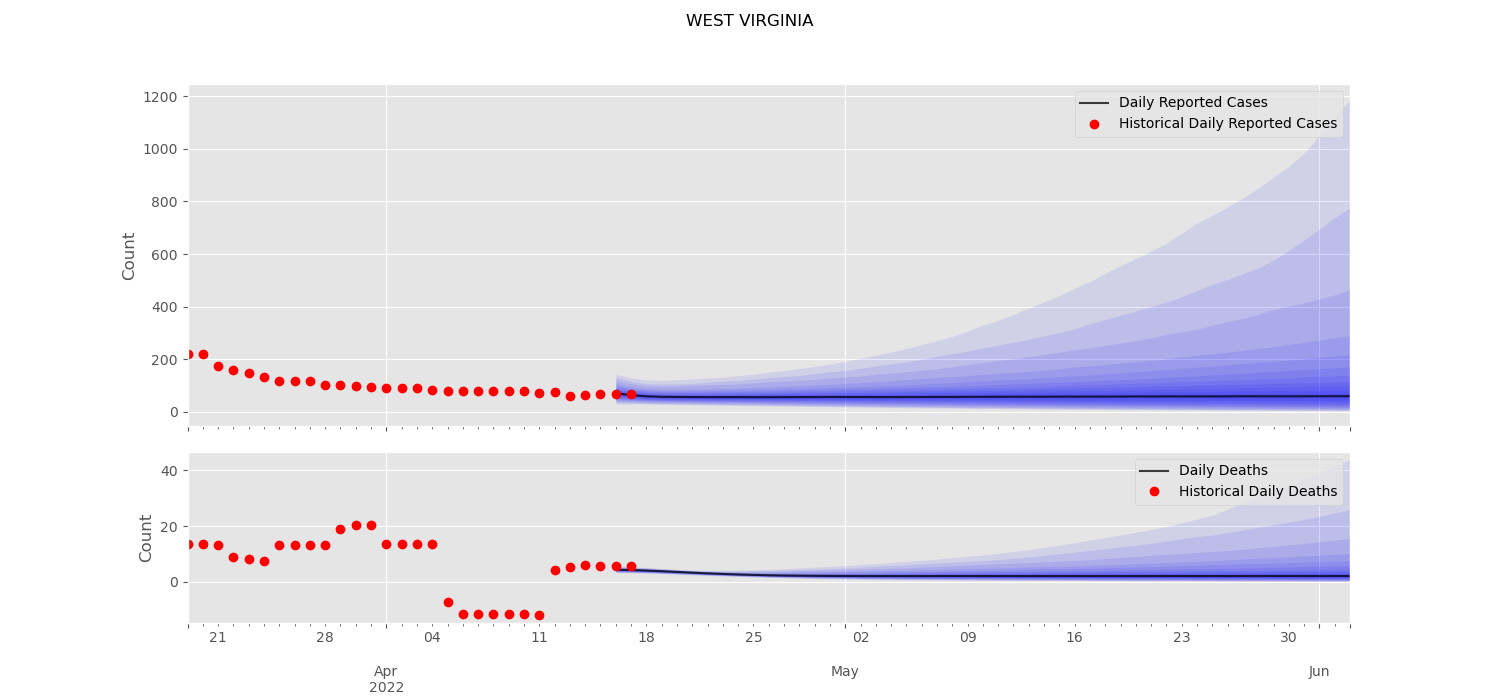 WEST VIRGINIA
1200
1000
800
600
400
200
0
Count
Daily Reported Cases
Historical Daily Reported Cases
40
20
0
Count
Daily Deaths
Historical Daily Deaths
21 28 04 11 18 25 02 09 16 23 30
Apr May Jun
2022